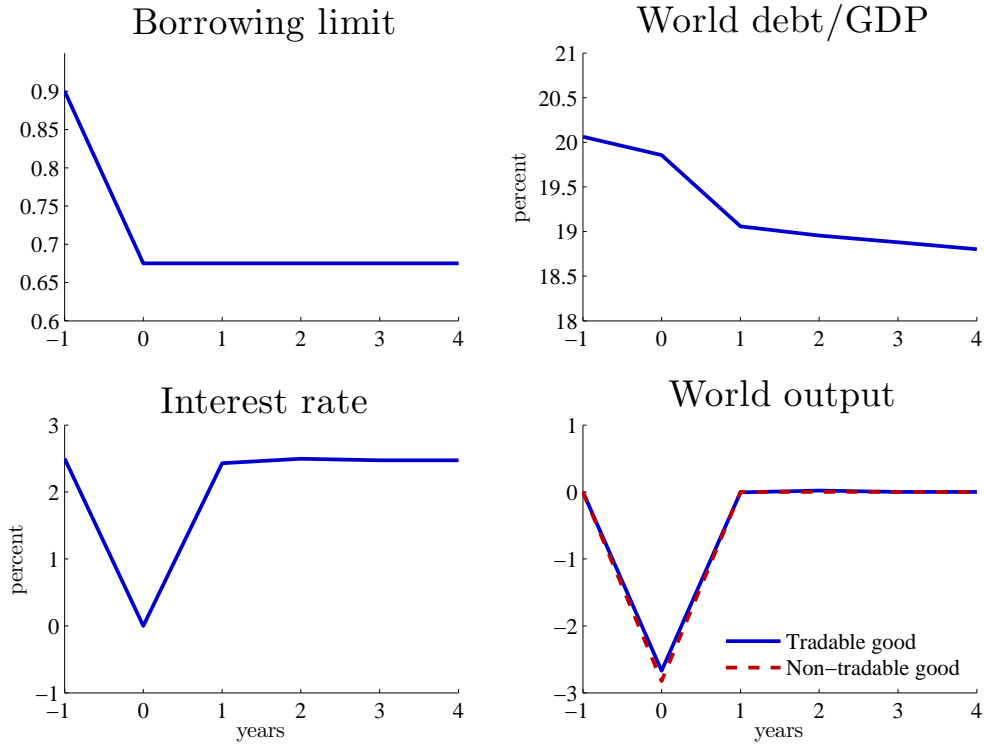 Borrowing limit
0.9
0.85
0.8
0.75
0.7
0.65
0.6
−1 0 1 2 3 4
World debt/GDP
percent
21
20.5
20
19.5
19
18.5
18
−1 0 1 2 3 4
Interest rate
percent
3
2
1
0
−1
−1 0 1 2 3 4
years
World output
1
0
−1
−2
−3
Tradable good
Non−tradable good
−1 0 1 2 3 4
years